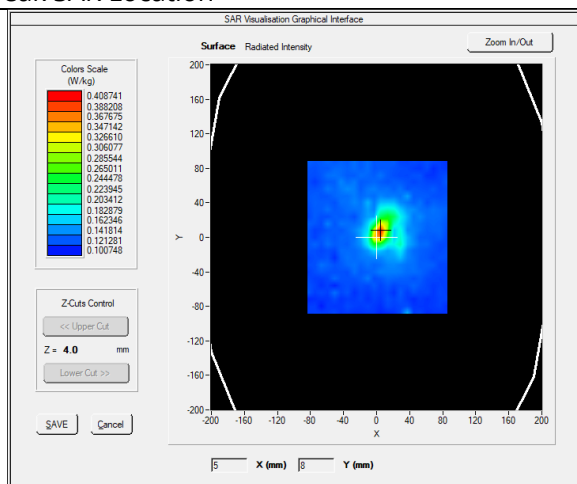 SAR Visualisation Graphical Interface
Surface Radiated Intensity
Zoom In/Out
Colors Scale
(W/kg)
0.408741
0.388208
0.367675
0.347142
0.326610
0.306077
0.285544
0.265011
0.244478
0.223945
0.203412
0.182879
0.162346
0.141814
0.121281
0.100748
Z-Cuts Control
<< Upper Cut
Z = 4.0 mm
Lower Cut >>
SAVE Cancel
Y
200
160
120
80
40
0
-40
-80
-120
-160
-200
-200 -160 -120 -80 -40 0 40 80 120 160 200
X
5 X (mm) 8 Y (mm)